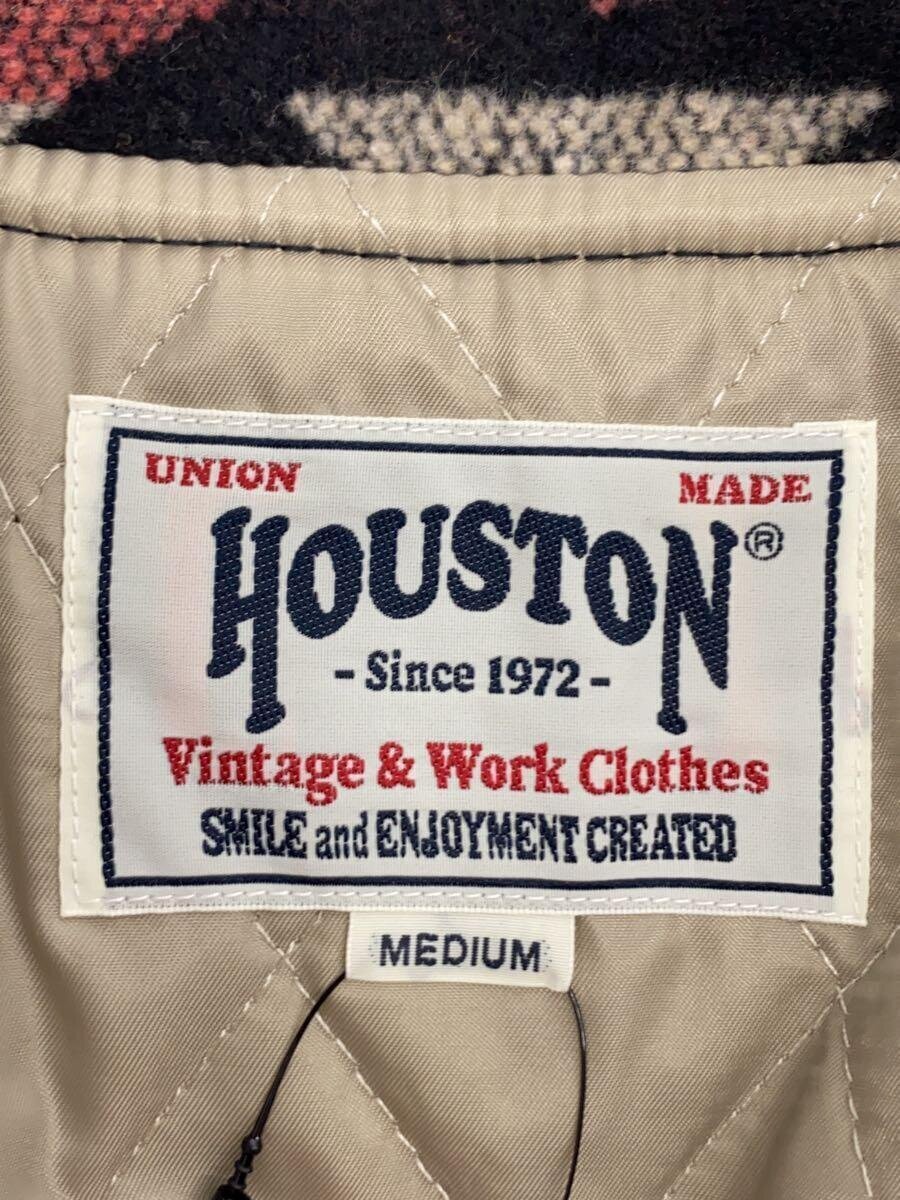 UNION MADE
HOUSTON®
- Since 1972 -
Vintage & Work Clothes
SMILE and ENJOYMENT CREATED
MEDIUM